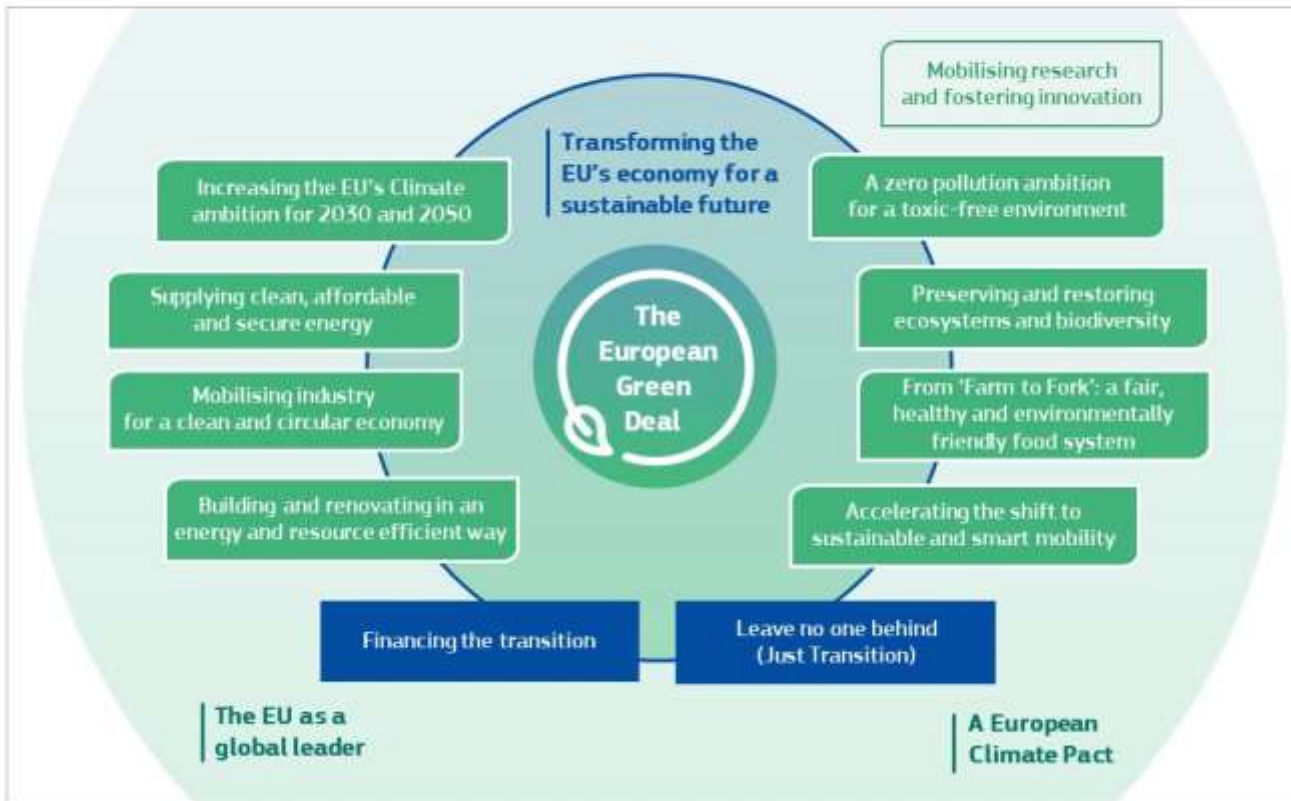 Mobilising research
and fostering innovation
Transforming the
EU's economy for a
sustainable future
Increasing the EU's Climate
ambition for 2030 and 2050
A zero pollution ambition
for a toxic-free environment
Supplying clean, affordable
and secure energy
Preserving and restoring
ecosystems and biodiversity
The
European
Green
Deal
Mobilising industry
for a clean and circular economy
From 'Farm to Fork': a fair,
healthy and environmentally
friendly food system
Building and renovating in an
energy and resource efficient way
Accelerating the shift to
sustainable and smart mobility
Financing the transition
Leave no one behind
(Just Transition)
The EU as a
global leader
A European
Climate Pact